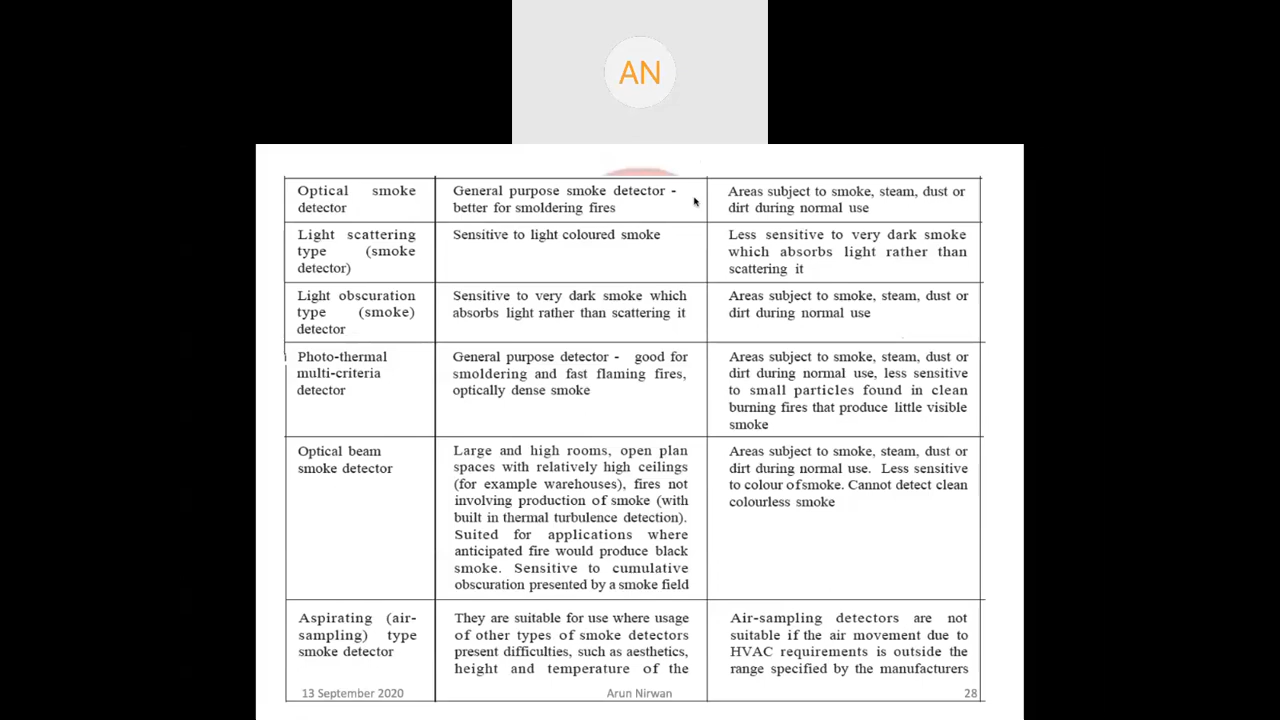 AN
Optical smoke
detector
General purpose smoke detector -
better for smoldering fires
Areas subject to smoke, steam, dust or
dirt during normal use
Light scattering
type (smoke
detector)
Sensitive to light coloured smoke
Less sensitive to very dark smoke
which absorbs light rather than
scattering it
Light obscuration
type (smoke)
detector
Sensitive to very dark smoke which
absorbs light rather than scattering it
Areas subject to smoke, steam, dust or
dirt during normal use
Photo-thermal
multi-criteria
detector
General purpose detector - good for
smoldering and fast flaming fires,
optically dense smoke
Areas subject to smoke, steam, dust or
dirt during normal use, less sensitive
to small particles found in clean
burning fires that produce little visible
smoke
Optical beam
smoke detector
Large and high rooms, open plan
spaces with relatively high ceilings
(for example warehouses), fires not
involving production of smoke (with
built in thermal turbulence detection).
Suited for applications where
anticipated fire would produce black
smoke. Sensitive to cumulative
obscuration presented by a smoke field
Areas subject to smoke, steam, dust or
dirt during normal use. Less sensitive
to colour of smoke. Cannot detect clean
colourless smoke
Aspirating (air-
sampling) type
smoke detector
They are suitable for use where usage
of other types of smoke detectors
present difficulties, such as aesthetics,
height and temperature of the
Air-sampling detectors are not
suitable if the air movement due to
HVAC requirements is outside the
range specified by the manufacturers
13 September 2020
Arun Nirwan
28